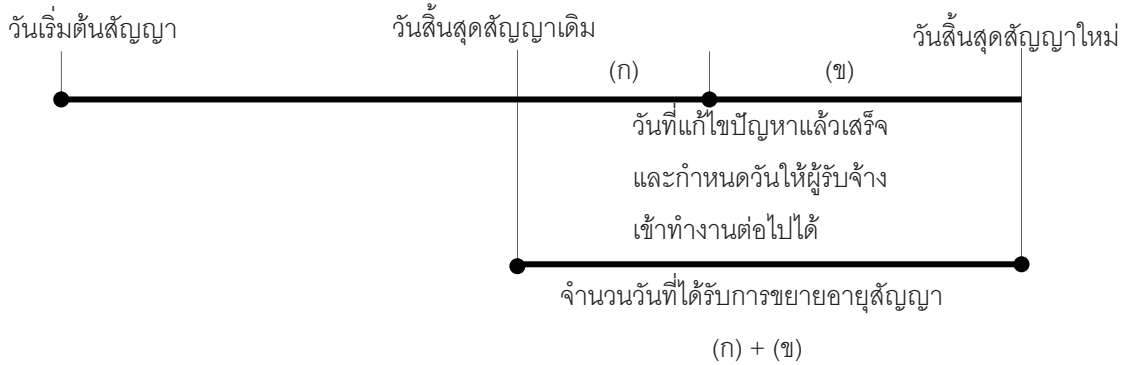 วันเริ่มต้นสัญญา
วันสิ้นสุดสัญญาเดิม
วันสิ้นสุดสัญญาใหม่
(ก)
(ข)
วันที่แก้ไขปัญหาแล้วเสร็จ
และกำหนดวันให้ผู้รับจ้าง
เข้าทำงานต่อไปได้
จำนวนวันที่ได้รับการขยายอายุสัญญา
(ก) + (ข)